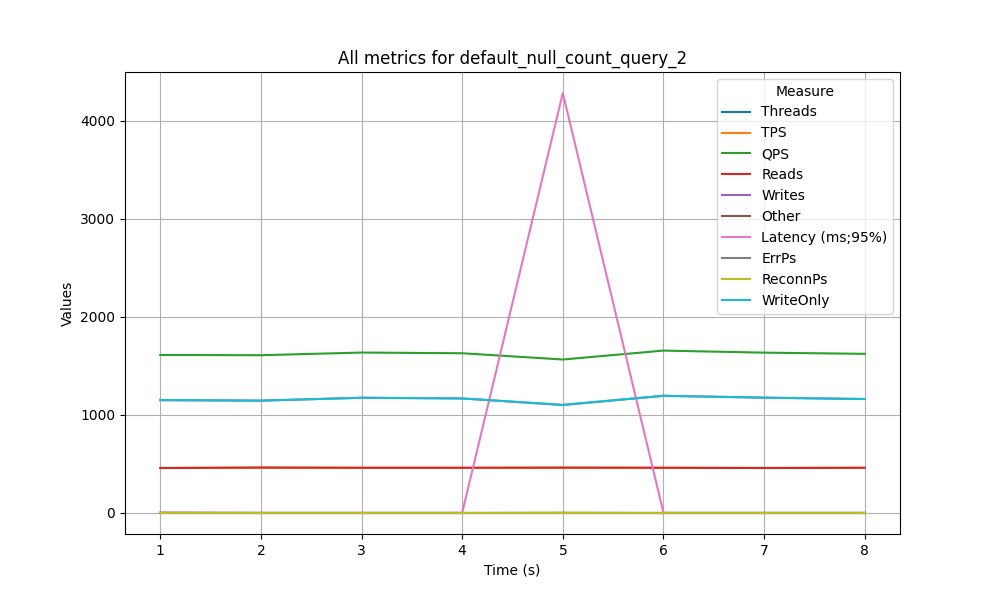 All metrics for default_null_count_query_2
Measure
Threads
TPS
QPS
Reads
Writes
Other
Latency (ms;95%)
ErrPs
ReconnPs
WriteOnly
4000
3000
2000
1000
0
Values
1 2 3 4 5 6 7 8
Time (s)